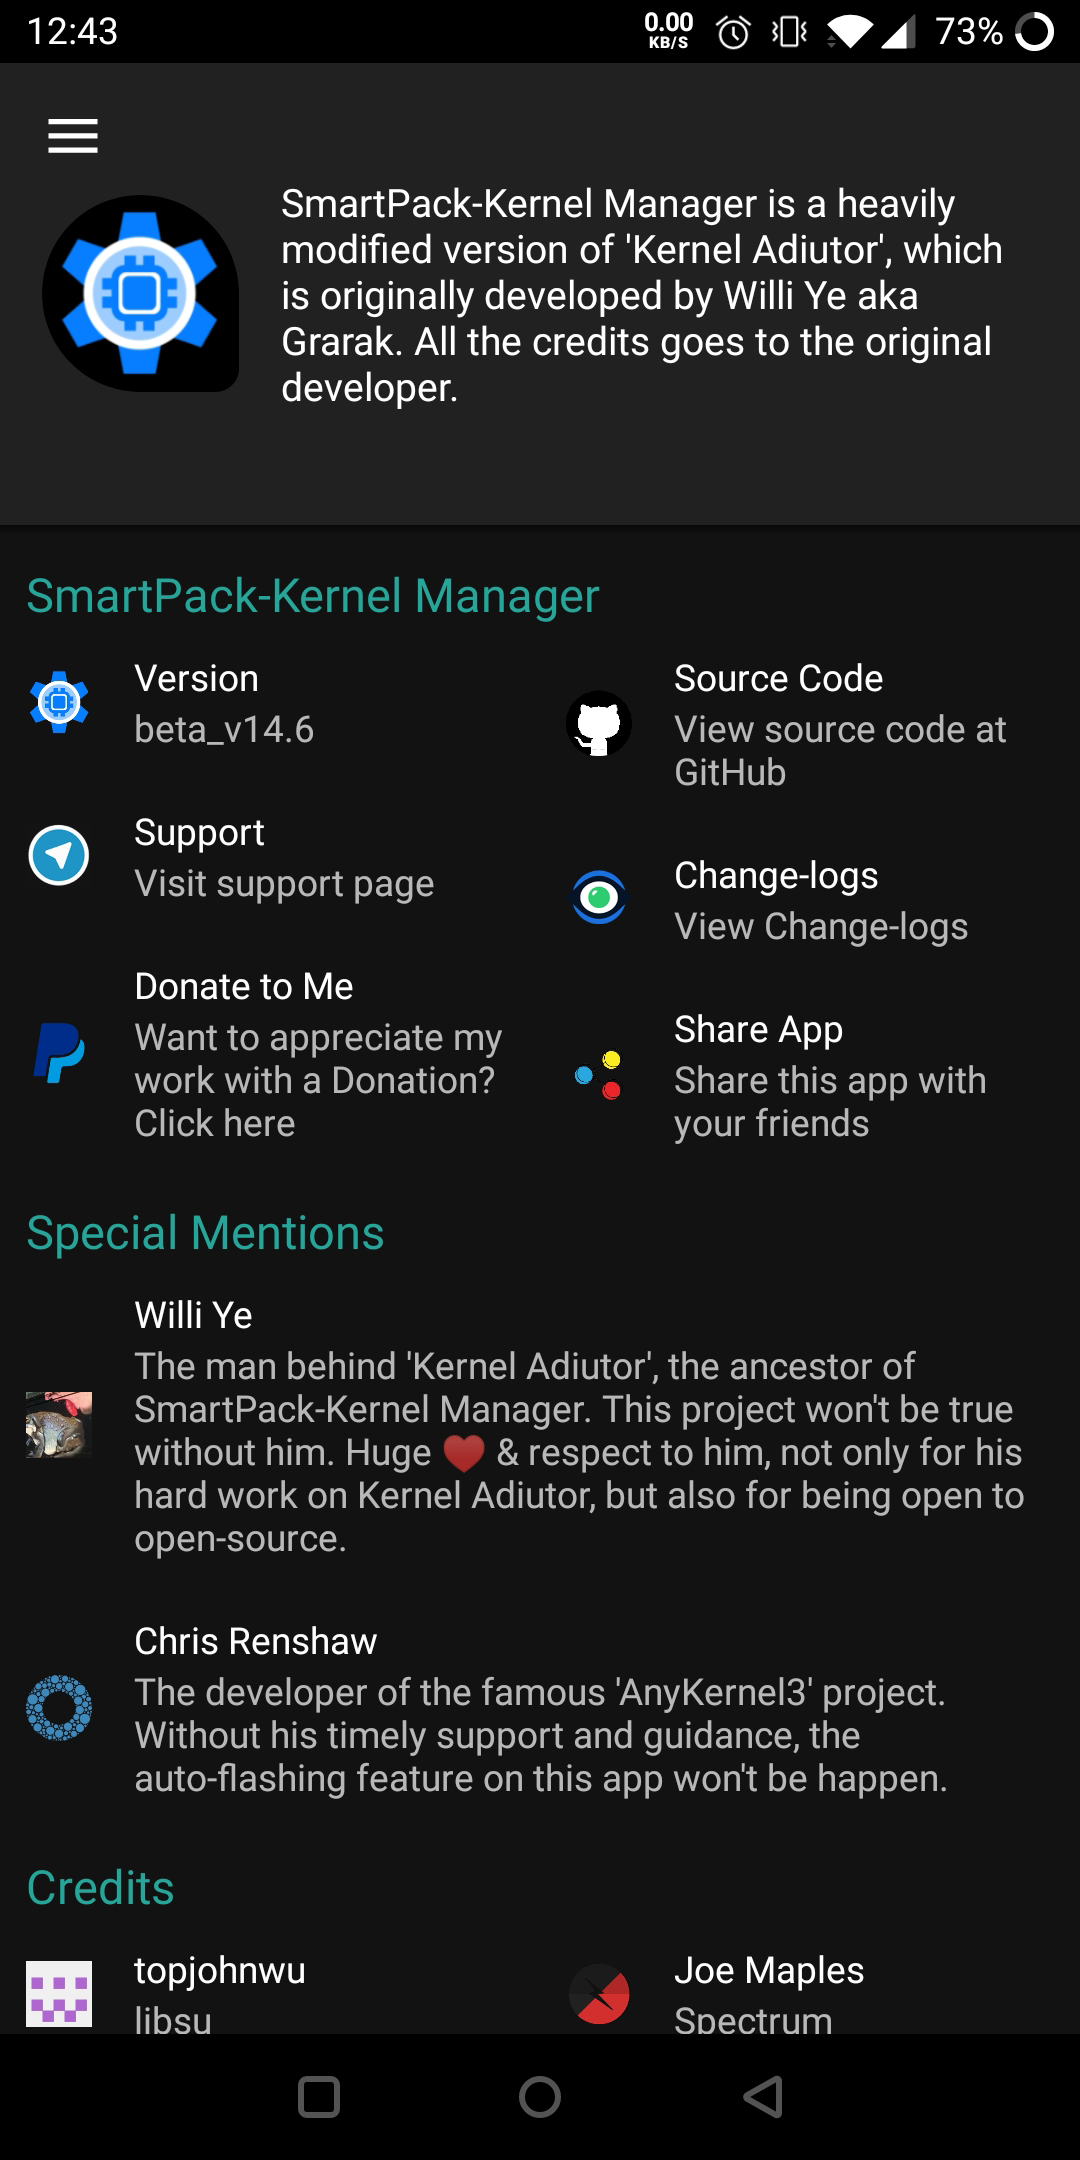 12:43
0.00
KB/S
73%
SmartPack-Kernel Manager is a heavily
modified version of 'Kernel Adiutor', which
is originally developed by Willi Ye aka
Grarak. All the credits goes to the original
developer.
SmartPack-Kernel Manager
Version
beta_v14.6
Source Code
View source code at
GitHub
Support
Visit support page
Change-logs
View Change-logs
Donate to Me
Want to appreciate my
work with a Donation?
Click here
Share App
Share this app with
your friends
Special Mentions
Willi Ye
The man behind 'Kernel Adiutor', the ancestor of
SmartPack-Kernel Manager. This project won't be true
without him. Huge ❤ & respect to him, not only for his
hard work on Kernel Adiutor, but also for being open to
open-source.
Chris Renshaw
The developer of the famous 'AnyKernel3' project.
Without his timely support and guidance, the
auto-flashing feature on this app won't be happen.
Credits
topjohnwu
libsu
Joe Maples
Spectrum